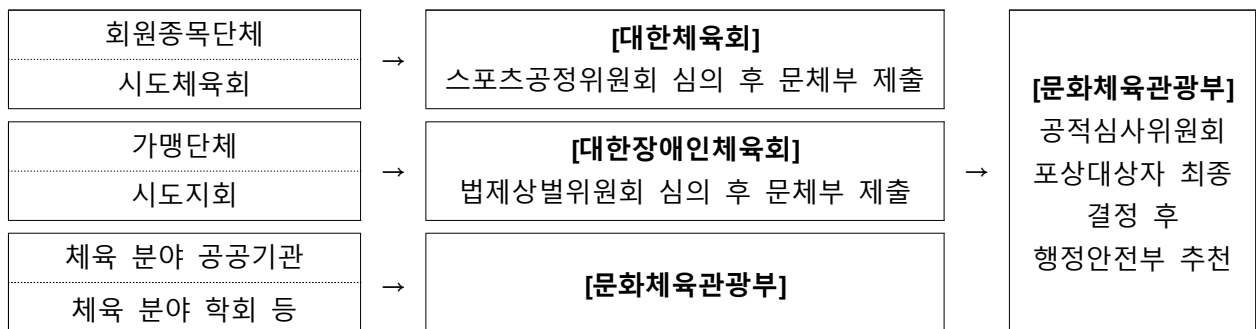 회원종목단체
시도체육회
→
[대한체육회]
스포츠공정위원회 심의 후 문체부 제출
가맹단체
시도지회
→
[대한장애인체육회]
법제상벌위원회 심의 후 문체부 제출
체육 분야 공공기관
체육 분야 학회 등
→
[문화체육관광부]
→
[문화체육관광부]
공적심사위원회
포상대상자 최종
결정 후
행정안전부 추천